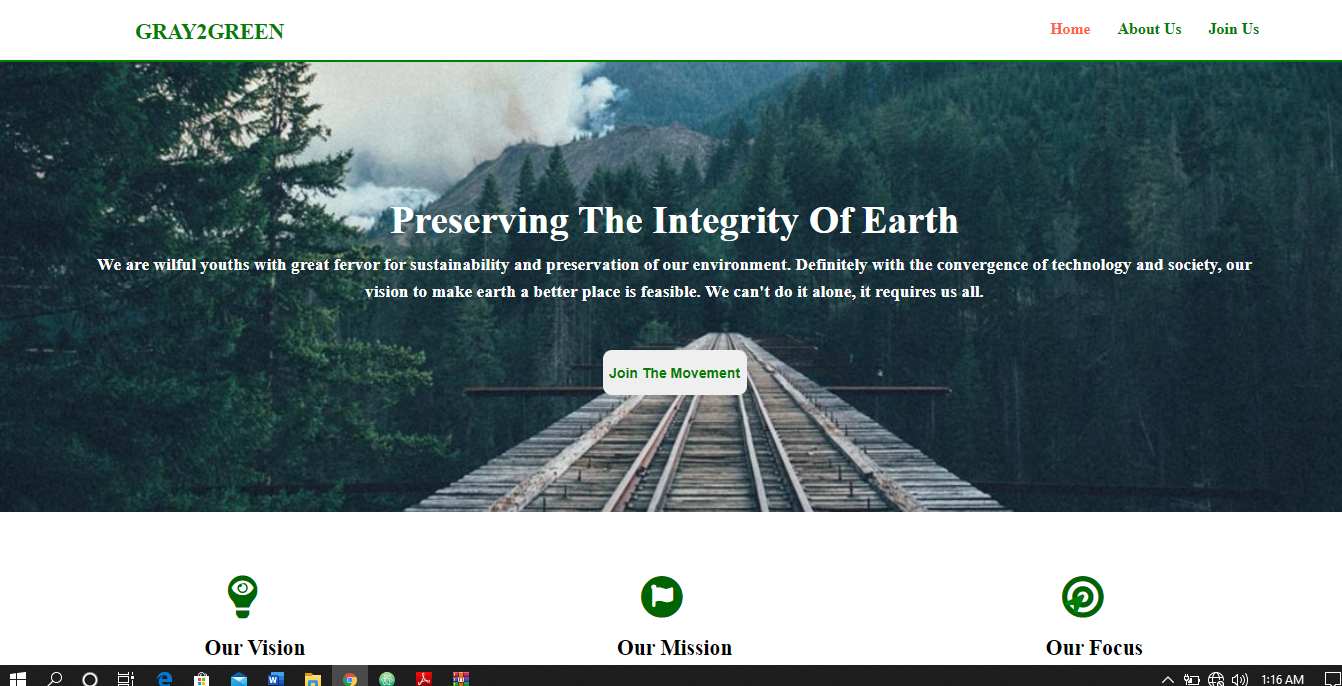 GRAY2GREEN
Home About Us Join Us
Preserving The Integrity Of Earth
We are wilful youths with great fervor for sustainability and preservation of our environment. Definitely with the convergence of technology and society, our
vision to make earth a better place is feasible. We can't do it alone, it requires us all.
Join The Movement
Our Vision Our Mission Our Focus
1:16 AM